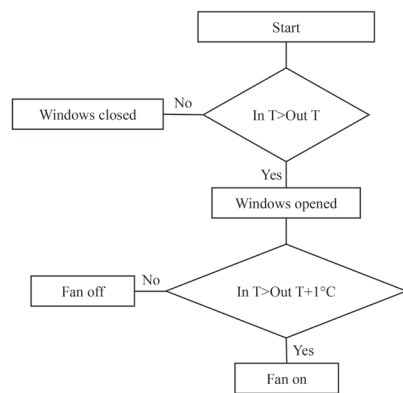 Start
In T>Out T
No
Windows closed
Yes
Windows opened
In T>Out T+1°C
No
Fan off
Yes
Fan on